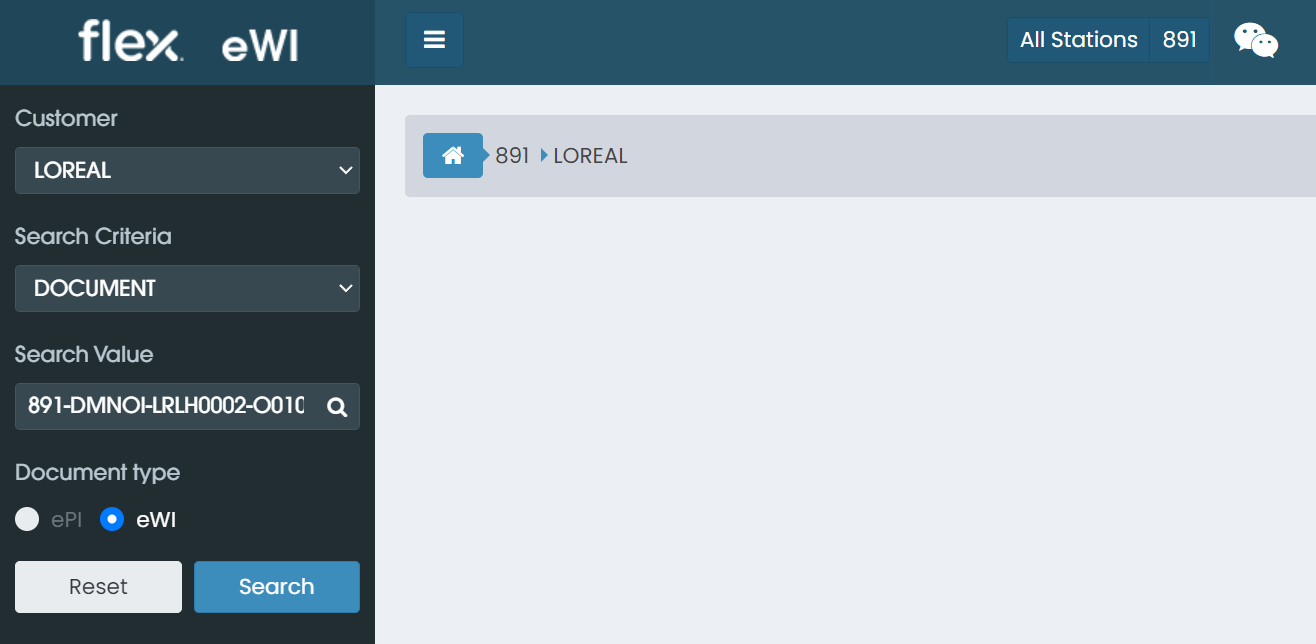 flex. eWI
All Stations 891
Customer
LOREAL
Search Criteria
DOCUMENT
Search Value
891-DMNOI-LRLH0002-O010
Document type
ePI eWI
Reset Search
891 LOREAL